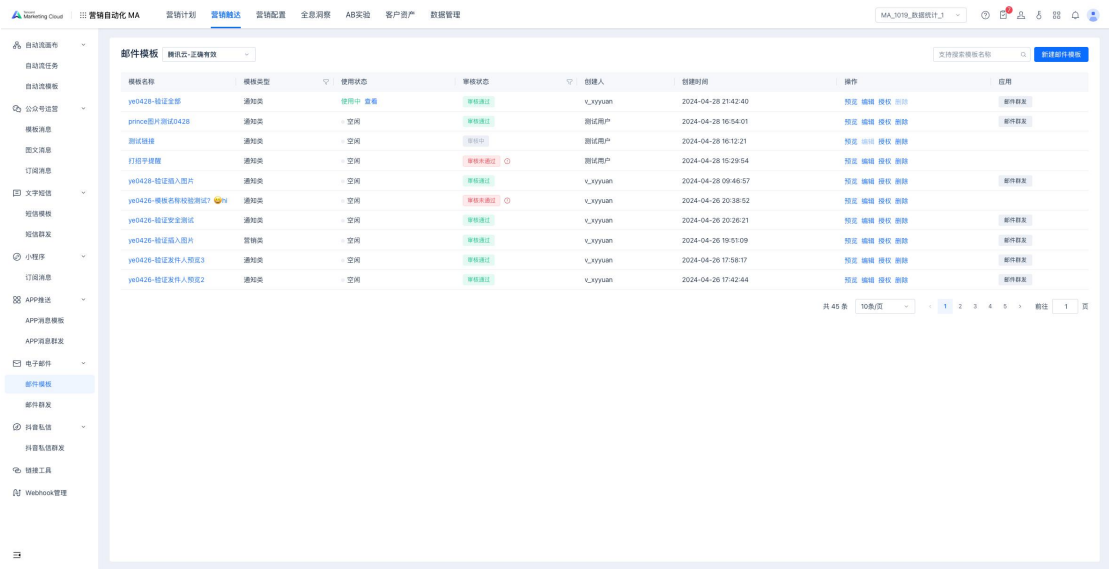 Tencent
Marketing Cloud
营销自动化 MA
营销计划 营销触达 营销配置 全息洞察 AB实验 客户资产 数据管理
MA_1019_数据统计_1
7
自动流画布
自动流任务
自动流模板
公众号运营
模板消息
图文消息
订阅消息
文字短信
短信模板
短信群发
小程序
订阅消息
APP推送
APP消息模板
APP消息群发
电子邮件
邮件模板
邮件群发
抖音私信
抖音私信群发
链接工具
Webhook管理
邮件模板 腾讯云-正确有效
支持搜索模板名称 新建邮件模板
模板名称 模板类型 使用状态 审核状态 创建人 创建时间 操作 应用
ye0428-验证全部 通知类 使用中 查看 审核通过 v_xyyuan 2024-04-28 21:42:40 预览 编辑 授权 删除 邮件群发
prince图片测试0428 通知类 空闲 审核通过 测试用户 2024-04-28 16:54:01 预览 编辑 授权 删除 邮件群发
测试链接 通知类 空闲 审核中 测试用户 2024-04-28 16:12:21 预览 编辑 授权 删除
打招乎提醒 通知类 空闲 审核未通过 测试用户 2024-04-28 15:29:54 预览 编辑 授权 删除
ye0428-验证插入图片 通知类 空闲 审核通过 v_xyyuan 2024-04-28 09:46:57 预览 编辑 授权 删除 邮件群发
ye0426-模板名称校验测试？😄hi 通知类 空闲 审核未通过 v_xyyuan 2024-04-26 20:38:52 预览 编辑 授权 删除
ye0426-验证安全测试 通知类 空闲 审核通过 v_xyyuan 2024-04-26 20:26:21 预览 编辑 授权 删除 邮件群发
ye0426-验证插入图片 营销类 空闲 审核通过 v_xyyuan 2024-04-26 19:51:09 预览 编辑 授权 删除 邮件群发
ye0426-验证发件人预览3 通知类 空闲 审核通过 v_xyyuan 2024-04-26 17:58:17 预览 编辑 授权 删除 邮件群发
ye0426-验证发件人预览2 通知类 空闲 审核通过 v_xyyuan 2024-04-26 17:42:44 预览 编辑 授权 删除 邮件群发
共 45 条 10条/页 1 2 3 4 5 前往 1 页